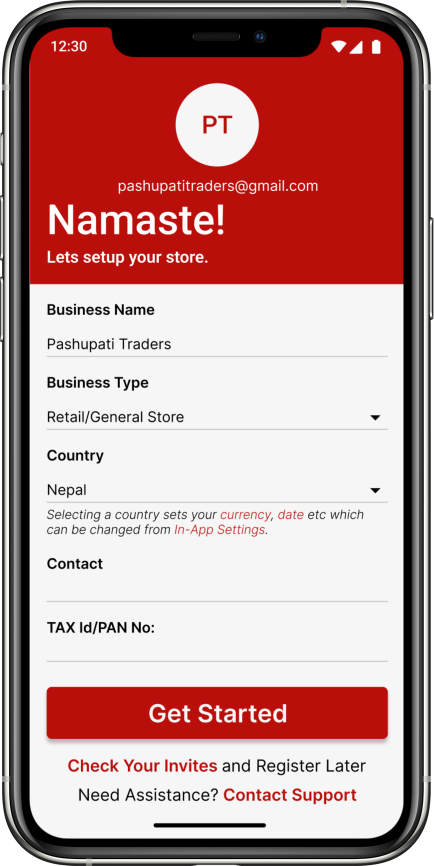 12:30
PT
pashupatitraders@gmail.com
Namaste!
Lets setup your store.
Business Name
Pashupati Traders
Business Type
Retail/General Store
Country
Nepal
Selecting a country sets your currency, date etc which
can be changed from In-App Settings.
Contact
TAX Id/PAN No:
Get Started
Check Your Invites and Register Later
Need Assistance? Contact Support